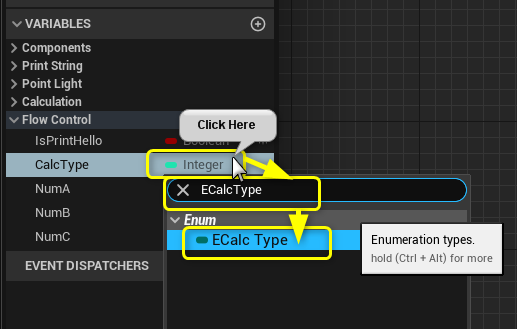 VARIABLES
Components
Print String
Point Light
Calculation
Flow Control
Click Here
IsPrintHello
Boolean
CalcType
Integer
NumA
ECalcType
NumB
Enum
NumC
ECalc Type
Enumeration types.
hold (Ctrl + Alt) for more
EVENT DISPATCHERS